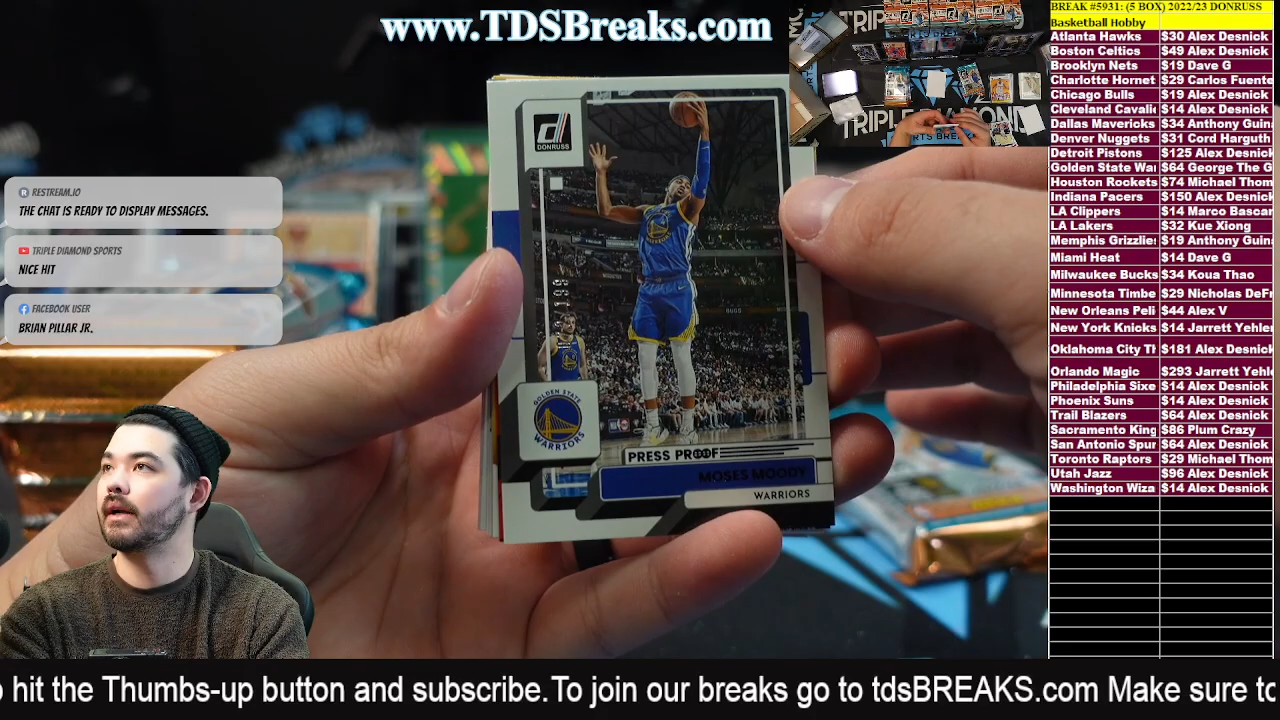 www.TDSBreaks.com
RESTREAM.IO
THE CHAT IS READY TO DISPLAY MESSAGES.
TRIPLE DIAMOND SPORTS
NICE HIT
FACEBOOK USER
BRIAN PILLAR JR.
DONRUSS
WARRIORS
GOLDEN STATE WARRIORS
PRESS PROOF
MOSES MOODY
WARRIORS
BREAK #5931: (5 BOX) 2022/23 DONRUSS
Basketball Hobby
Atlanta Hawks $30 Alex Desnick
Boston Celtics $49 Alex Desnick
Brooklyn Nets $19 Dave G
Charlotte Hornet $29 Carlos Fuente
Chicago Bulls $19 Alex Desnick
Cleveland Cavali $14 Alex Desnick
Dallas Mavericks $34 Anthony Guin
Denver Nuggets $31 Cord Harguth
Detroit Pistons $125 Alex Desnick
Golden State Wa $64 George The G
Houston Rockets $74 Michael Thom
Indiana Pacers $150 Alex Desnick
LA Clippers $14 Marco Bascar
LA Lakers $32 Kue Xiong
Memphis Grizzlie $19 Anthony Guin
Miami Heat $14 Dave G
Milwaukee Bucks $34 Koua Thao
Minnesota Timbe $29 Nicholas DeFr
New Orleans Peli $44 Alex V
New York Knicks $14 Jarrett Yehle
Oklahoma City Th $181 Alex Desnick
Orlando Magic $293 Jarrett Yehl
Philadelphia Sixe $14 Alex Desnick
Phoenix Suns $14 Alex Desnick
Trail Blazers $64 Alex Desnick
Sacramento King $86 Plum Crazy
San Antonio Spur $64 Alex Desnick
Toronto Raptors $29 Michael Thom
Utah Jazz $96 Alex Desnick
Washington Wiza $14 Alex Desnick
hit the Thumbs-up button and subscribe.To join our breaks go to tdsBREAKS.com Make sure to